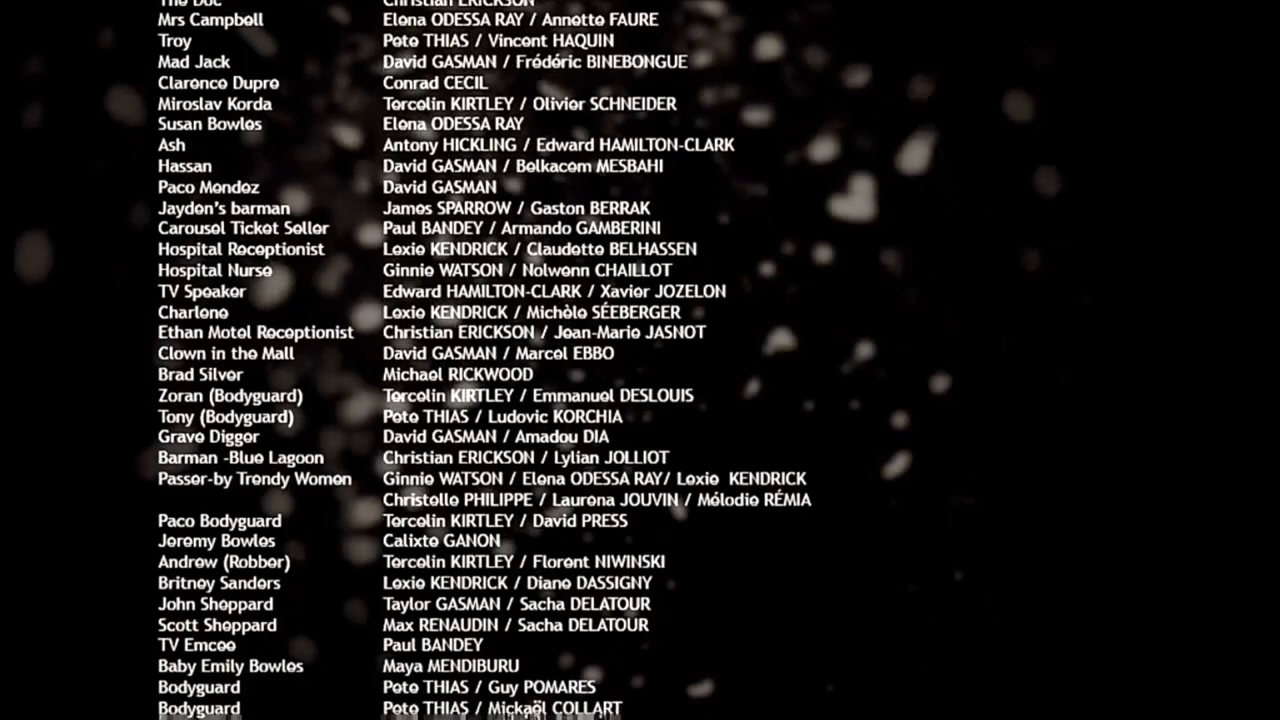 The Doc Christian ERICKSON
Mrs Campbell Elena ODESSA RAY / Annette FAURE
Troy Pete THIAS / Vincent HAQUIN
Mad Jack David GASMAN / Frédéric BINEBONGUE
Clarence Dupre Conrad CECIL
Miroslav Korda Tercelin KIRTLEY / Olivier SCHNEIDER
Susan Bowles Elena ODESSA RAY
Ash Antony HICKLING / Edward HAMILTON-CLARK
Hassan David GASMAN / Belkacem MESBAHI
Paco Mendez David GASMAN
Jayden's barman James SPARROW / Gaston BERRAK
Carousel Ticket Seller Paul BANDEY / Armando GAMBERINI
Hospital Receptionist Lexie KENDRICK / Claudette BELHASSEN
Hospital Nurse Ginnie WATSON / Nolwenn CHAILLOT
TV Speaker Edward HAMILTON-CLARK / Xavier JOZELON
Charlene Lexie KENDRICK / Michèle SÉEBERGER
Ethan Motel Receptionist Christian ERICKSON / Jean-Marie JASNOT
Clown in the Mall David GASMAN / Marcel EBBO
Brad Silver Michael RICKWOOD
Zoran (Bodyguard) Tercelin KIRTLEY / Emmanuel DESLOUIS
Tony (Bodyguard) Pete THIAS / Ludovic KORCHIA
Grave Digger David GASMAN / Amadou DIA
Barman -Blue Lagoon Christian ERICKSON / Lylian JOLLIOT
Passer-by Trendy Women Ginnie WATSON / Elena ODESSA RAY/ Lexie KENDRICK
Christelle PHILIPPE / Laurena JOUVIN / Mélodie RÉMIA
Paco Bodyguard Tercelin KIRTLEY / David PRESS
Jeremy Bowles Calixte GANON
Andrew (Robber) Tercelin KIRTLEY / Florent NIWINSKI
Britney Sanders Lexie KENDRICK / Diane DASSIGNY
John Sheppard Taylor GASMAN / Sacha DELATOUR
Scott Sheppard Max RENAUDIN / Sacha DELATOUR
TV Emcee Paul BANDEY
Baby Emily Bowles Maya MENDIBURU
Bodyguard Pete THIAS / Guy POMARES
Bodyguard Pete THIAS / Mickaël COLLART